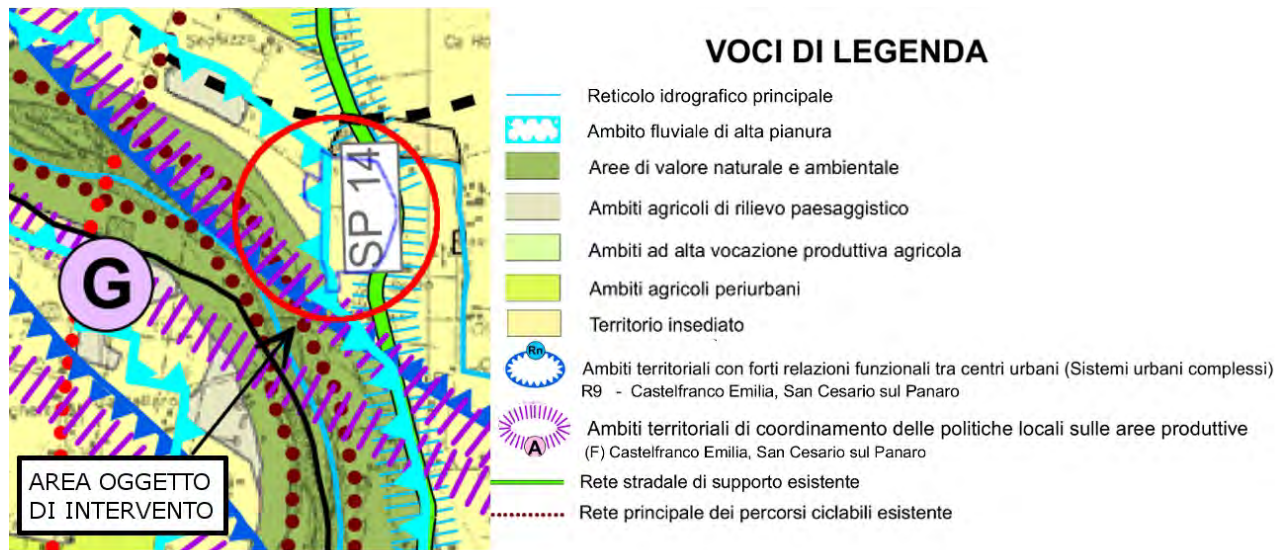 SP 14
G
AREA OGGETTO
DI INTERVENTO
VOCI DI LEGENDA
Reticolo idrografico principale
Ambito fluviale di alta pianura
Aree di valore naturale e ambientale
Ambiti agricoli di rilievo paesaggistico
Ambiti ad alta vocazione produttiva agricola
Ambiti agricoli periurbani
Territorio insediato
Rn
Ambiti territoriali con forti relazioni funzionali tra centri urbani (Sistemi urbani complessi)
R9 - Castelfranco Emilia, San Cesario sul Panaro
Ambiti territoriali di coordinamento delle politiche locali sulle aree produttive
A
(F) Castelfranco Emilia, San Cesario sul Panaro
Rete stradale di supporto esistente
Rete principale dei percorsi ciclabili esistente